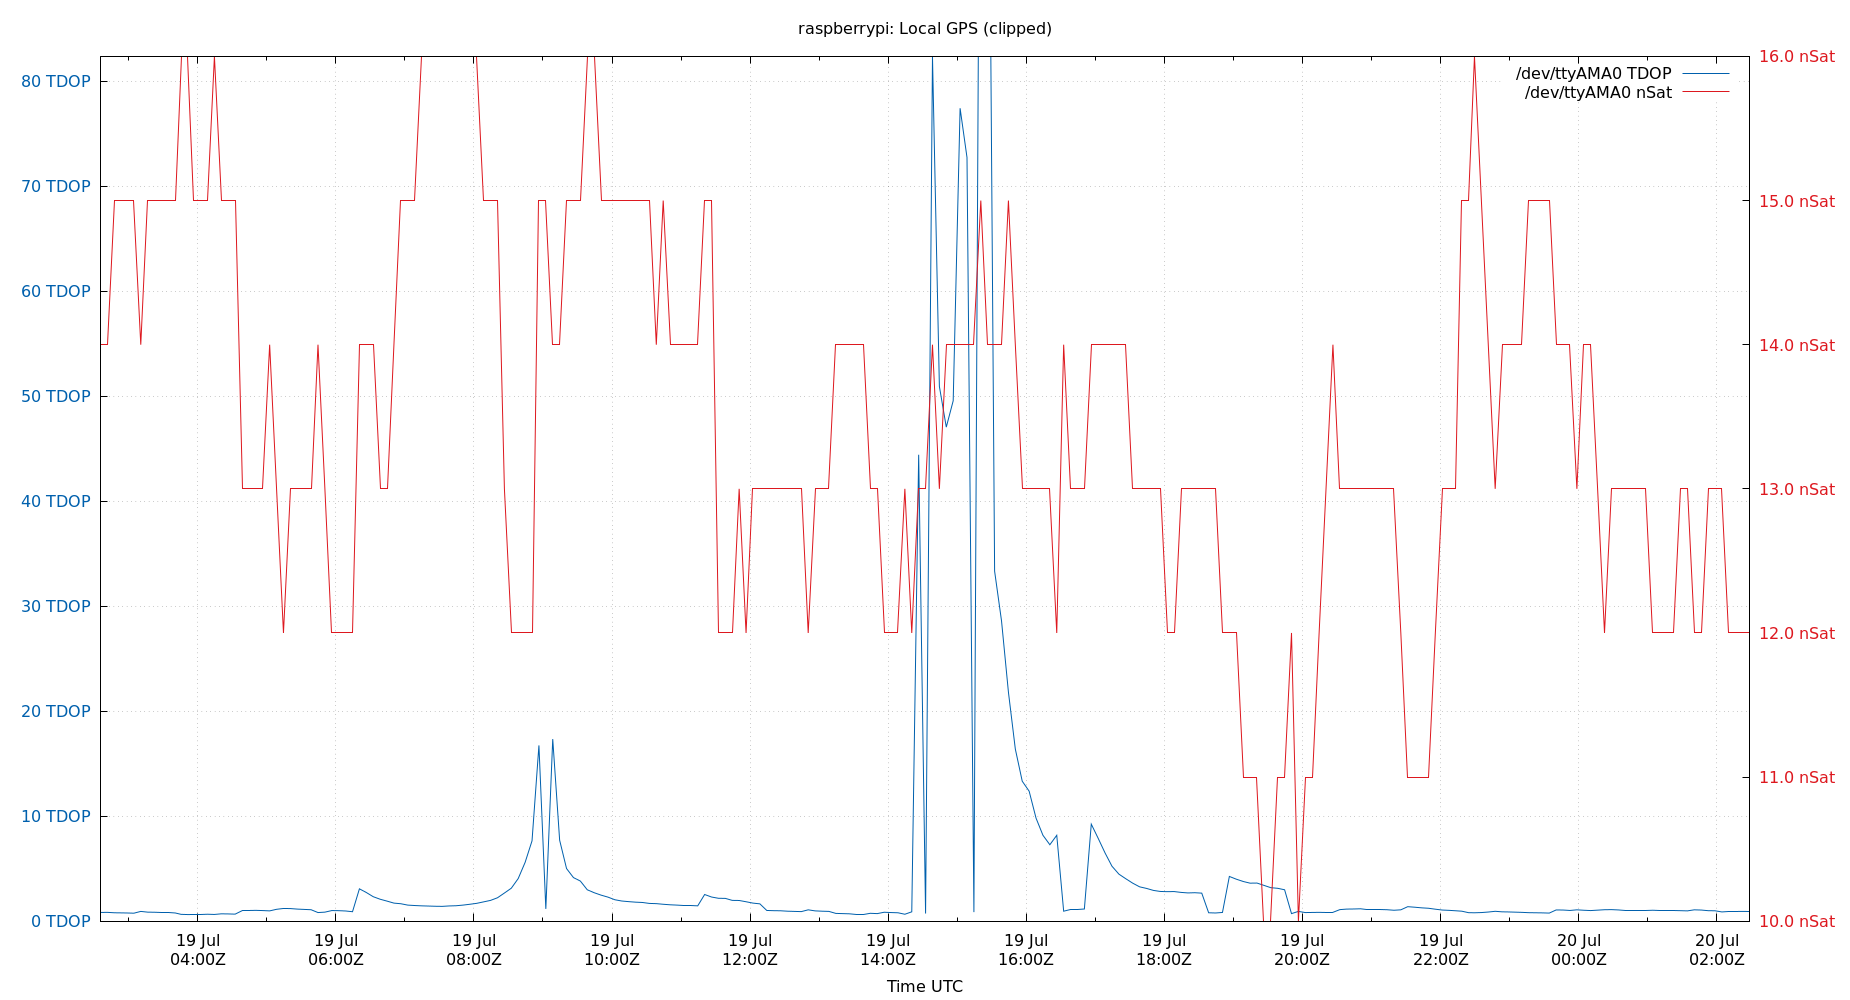 raspberrypi: Local GPS (clipped)
/dev/ttyAMA0 TDOP
/dev/ttyAMA0 nSat
80 TDOP
70 TDOP
60 TDOP
50 TDOP
40 TDOP
30 TDOP
20 TDOP
10 TDOP
0 TDOP
16.0 nSat
15.0 nSat
14.0 nSat
13.0 nSat
12.0 nSat
11.0 nSat
10.0 nSat
19 Jul 19 Jul 19 Jul 19 Jul 19 Jul 19 Jul 19 Jul 19 Jul 19 Jul 19 Jul 20 Jul 20 Jul
04:00Z 06:00Z 08:00Z 10:00Z 12:00Z 14:00Z 16:00Z 18:00Z 20:00Z 22:00Z 00:00Z 02:00Z
Time UTC